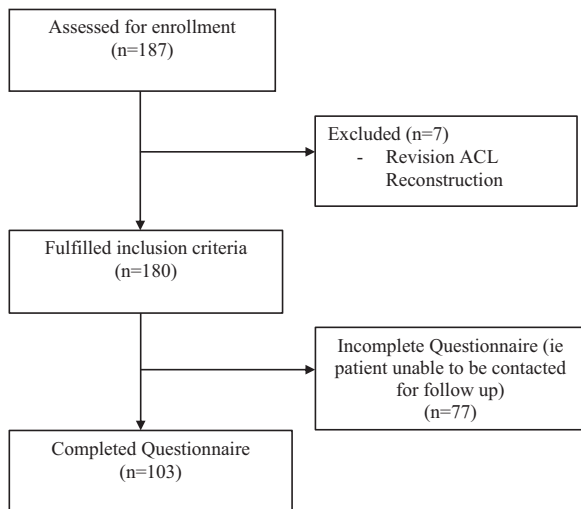 Assessed for enrollment
(n=187)
Excluded (n=7)
- Revision ACL
Reconstruction
Fulfilled inclusion criteria
(n=180)
Incomplete Questionnaire (ie
patient unable to be contacted
for follow up)
(n=77)
Completed Questionnaire
(n=103)